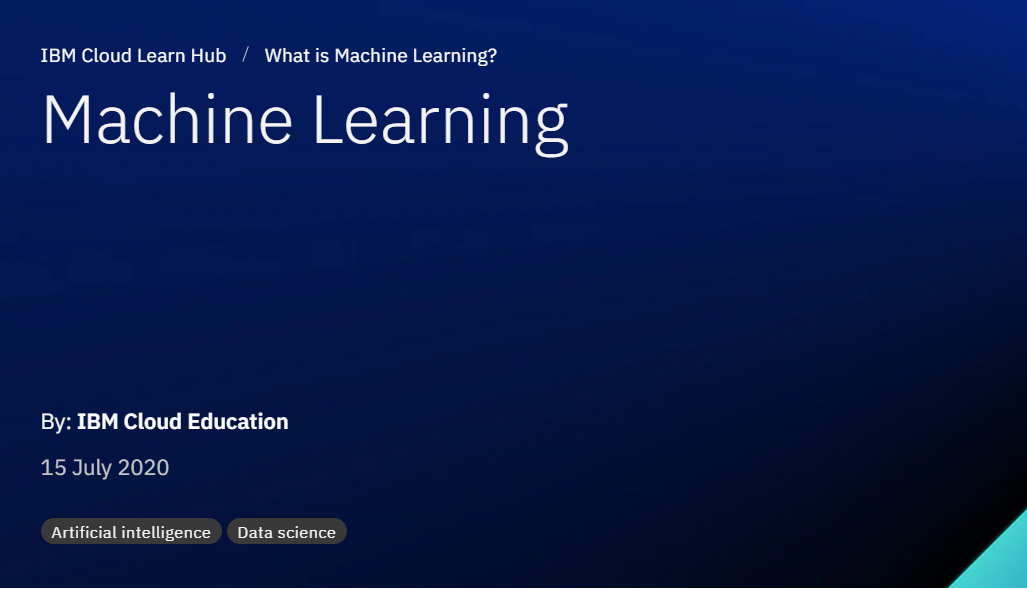 IBM Cloud Learn Hub / What is Machine Learning?
Machine Learning
By: IBM Cloud Education
15 July 2020
Artificial intelligence Data science